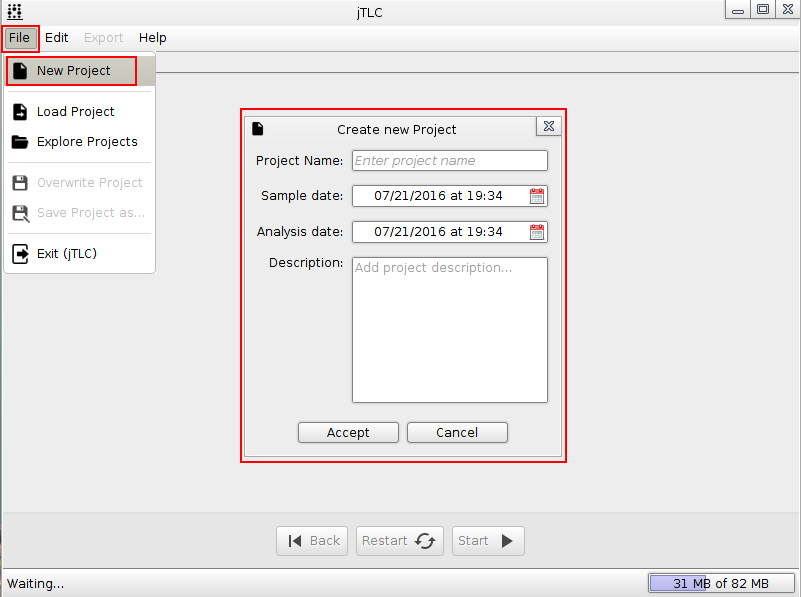 jTLC
File Edit Export Help
New Project
Load Project
Explore Projects
Overwrite Project
Save Project as...
Exit (jTLC)
Create new Project
Project Name: Enter project name
Sample date: 07/21/2016 at 19:34
Analysis date: 07/21/2016 at 19:34
Description: Add project description...
Accept Cancel
Back Restart Start
Waiting... 31 MB of 82 MB